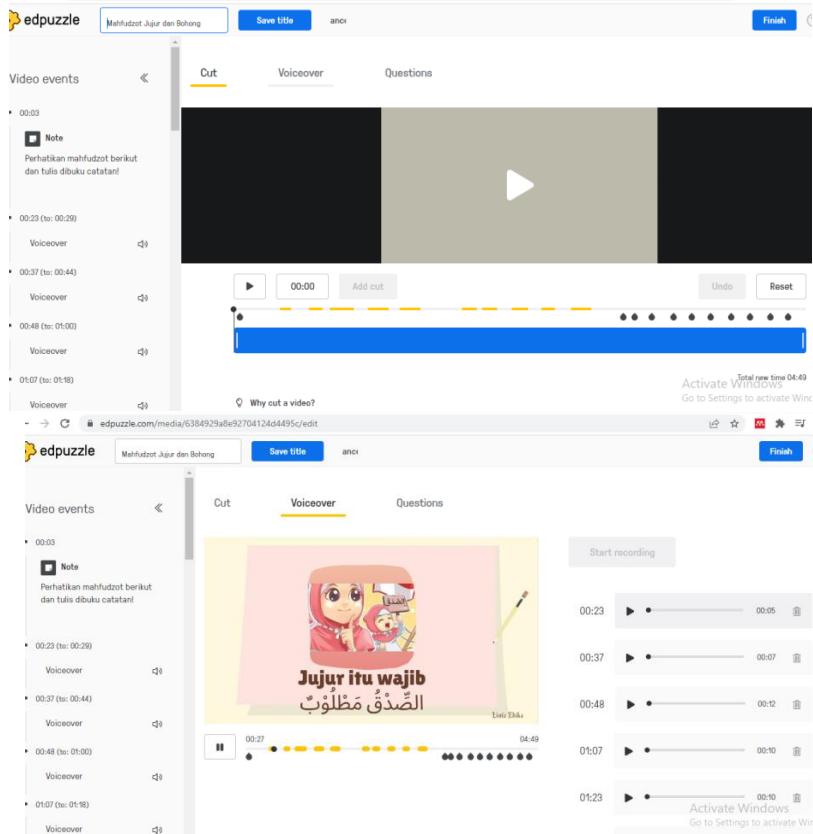 edpuzzle
Mahfudzot Jujur dan Bohong
Save title
Finish
Video events
Cut
Voiceover
Questions
00:03
Note
Perhatikan mahfudzot berikut
dan tulis dibuku catatan!
00:23 (to: 00:29)
Voiceover
00:37 (to: 00:44)
Voiceover
00:48 (to: 01:00)
Voiceover
01:07 (to: 01:18)
Voiceover
00:00
Add cut
Undo
Reset
Total new time 04:49
Why cut a video?
Activate Windows
Go to Settings to activate Wind
edpuzzle.com/media/6384929a8e92704124d4495c/edit
edpuzzle
Mahfudzot Jujur dan Bohong
Save title
Finish
Video events
Cut
Voiceover
Questions
00:03
Note
Perhatikan mahfudzot berikut
dan tulis dibuku catatan!
00:23 (to: 00:29)
Voiceover
00:37 (to: 00:44)
Voiceover
00:48 (to: 01:00)
Voiceover
01:07 (to: 01:18)
Voiceover
الصدق
Jujur itu wajib
الصِّدْقُ مَطْلُوْبٌ
00:27
04:49
Start recording
00:23 00:05
00:37 00:07
00:48 00:12
01:07 00:10
01:23 00:10
Activate Windows
Go to Settings to activate Win